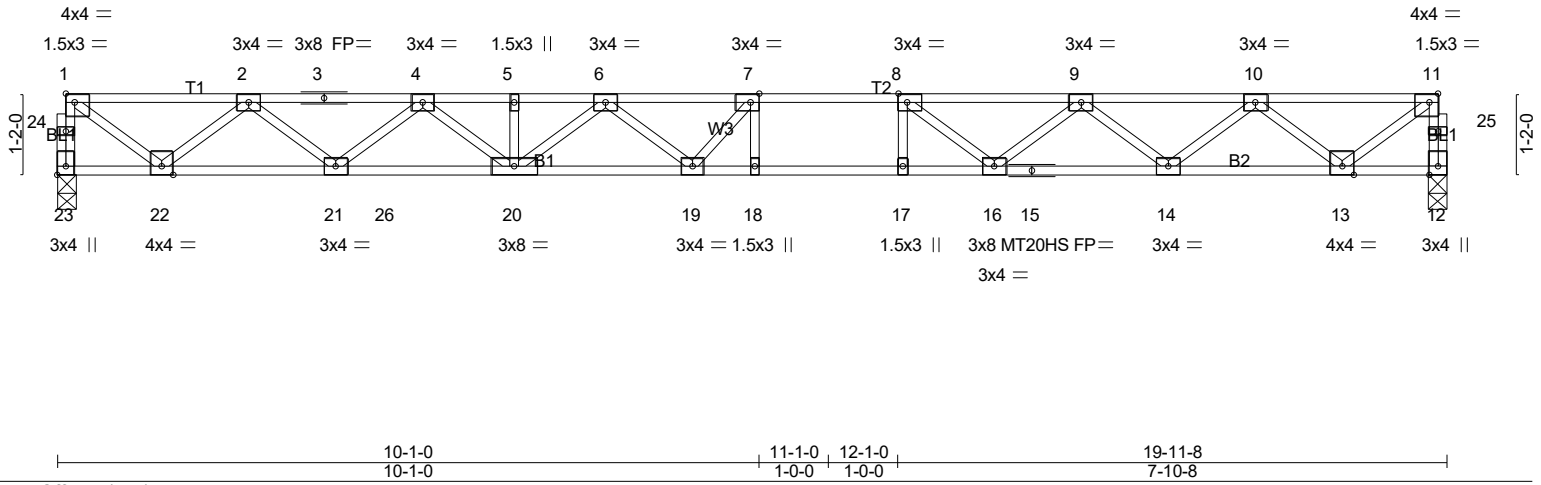 4x4 = 4x4 =
1.5x3 = 3x4 = 3x8 FP= 3x4 = 1.5x3 || 3x4 = 3x4 = 3x4 = 3x4 = 3x4 = 1.5x3 =
1 2 3 4 5 6 7 8 9 10 11
T1 T2
1-2-0 24 BL1 W3 BL1 25 1-2-0
B1 B2
23 22 21 26 20 19 18 17 16 15 14 13 12
3x4 || 4x4 = 3x4 = 3x8 = 3x4 = 1.5x3 || 1.5x3 || 3x8 MT20HS FP= 3x4 = 4x4 = 3x4 ||
3x4 =
10-1-0 11-1-0 12-1-0 19-11-8
10-1-0 1-0-0 1-0-0 7-10-8